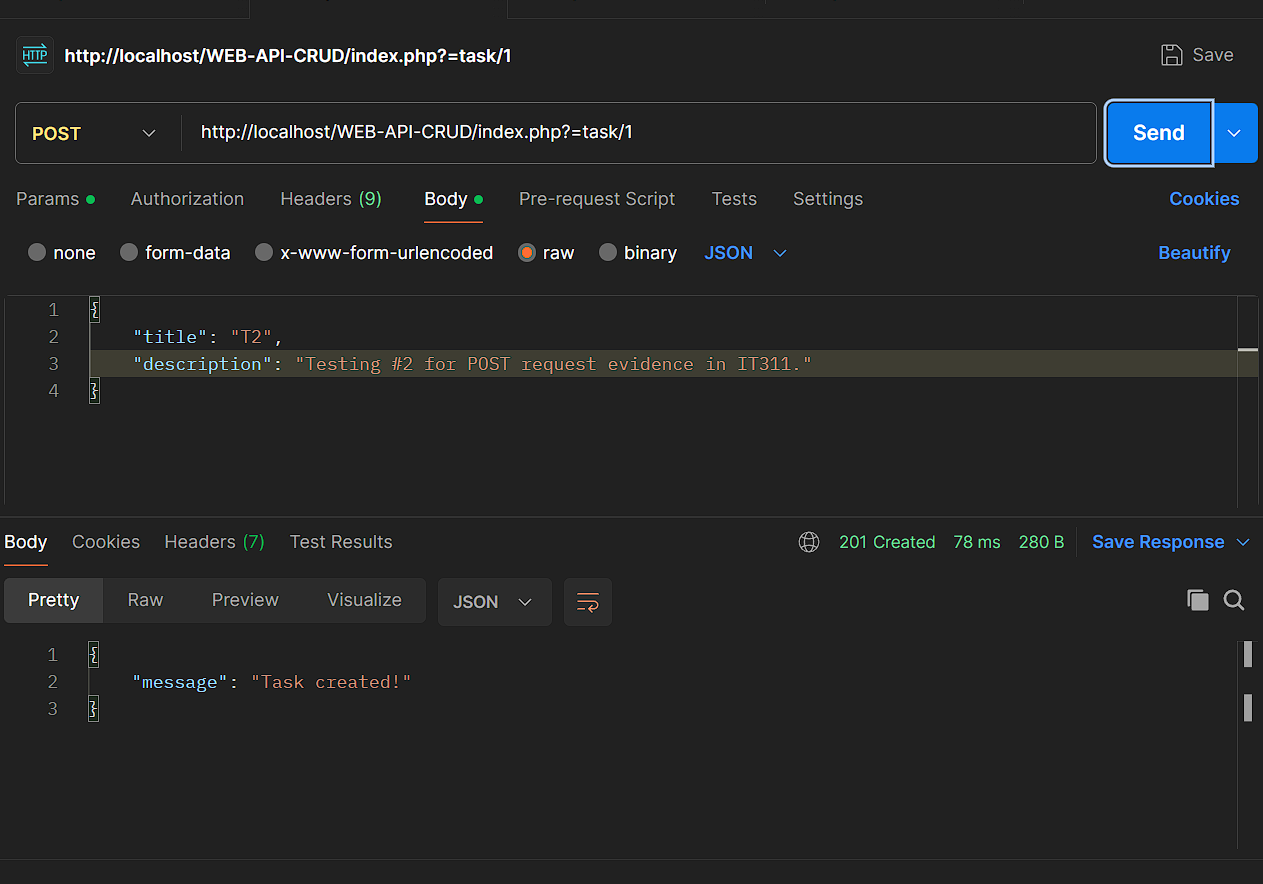 HTTP http://localhost/WEB-API-CRUD/index.php?=task/1 Save
POST http://localhost/WEB-API-CRUD/index.php?=task/1 Send
Params Authorization Headers (9) Body Pre-request Script Tests Settings Cookies
none form-data x-www-form-urlencoded raw binary JSON Beautify
1 {
2 "title": "T2",
3 "description": "Testing #2 for POST request evidence in IT311."
4 }
Body Cookies Headers (7) Test Results 201 Created 78 ms 280 B Save Response
Pretty Raw Preview Visualize JSON
1 {
2 "message": "Task created!"
3 }